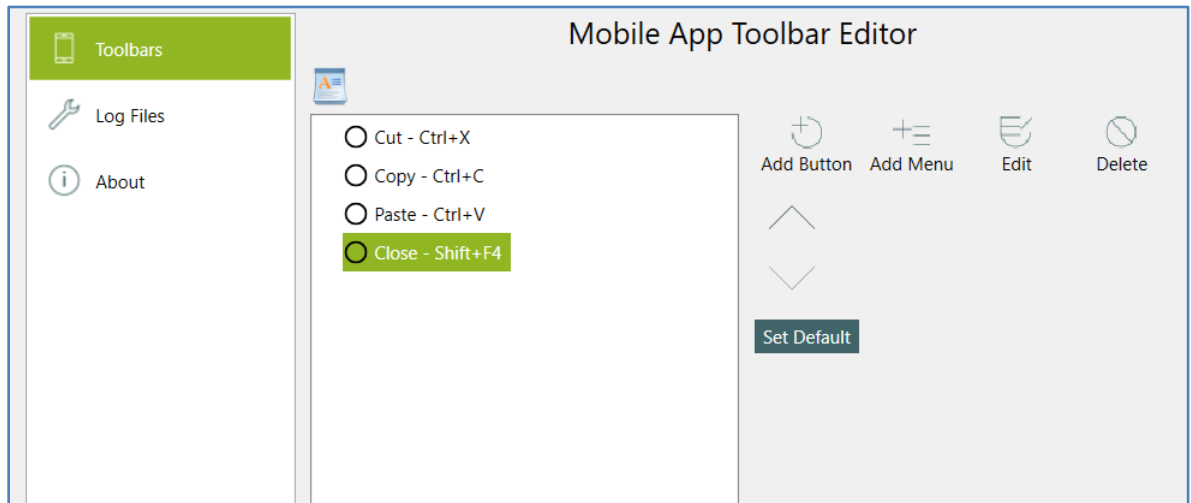 Toolbars
Log Files
About
Mobile App Toolbar Editor
A
Cut - Ctrl+X
Copy - Ctrl+C
Paste - Ctrl+V
Close - Shift+F4
Add Button
Add Menu
Edit
Delete
Set Default